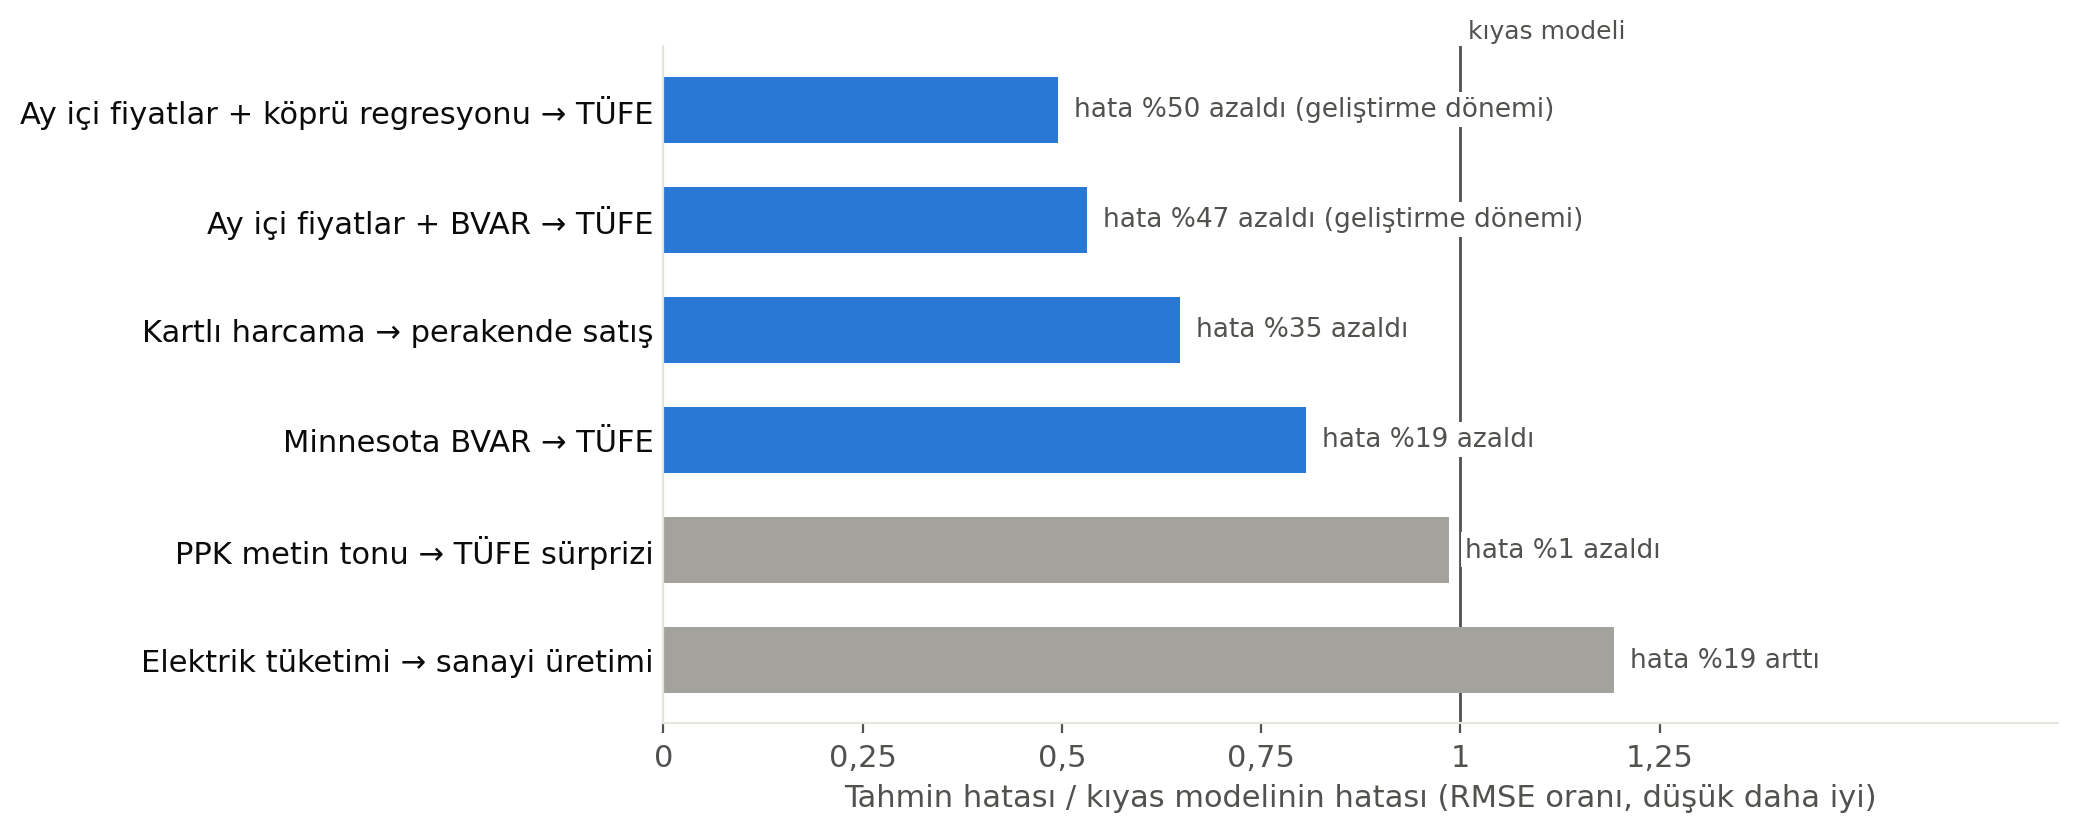 kıyas modeli
Ay içi fiyatlar + köprü regresyonu → TÜFE
hata %50 azaldı (geliştirme dönemi)
Ay içi fiyatlar + BVAR → TÜFE
hata %47 azaldı (geliştirme dönemi)
Kartlı harcama → perakende satış
hata %35 azaldı
Minnesota BVAR → TÜFE
hata %19 azaldı
PPK metin tonu → TÜFE sürprizi
hata %1 azaldı
Elektrik tüketimi → sanayi üretimi
hata %19 arttı
0 0,25 0,5 0,75 1 1,25
Tahmin hatası / kıyas modelinin hatası (RMSE oranı, düşük daha iyi)